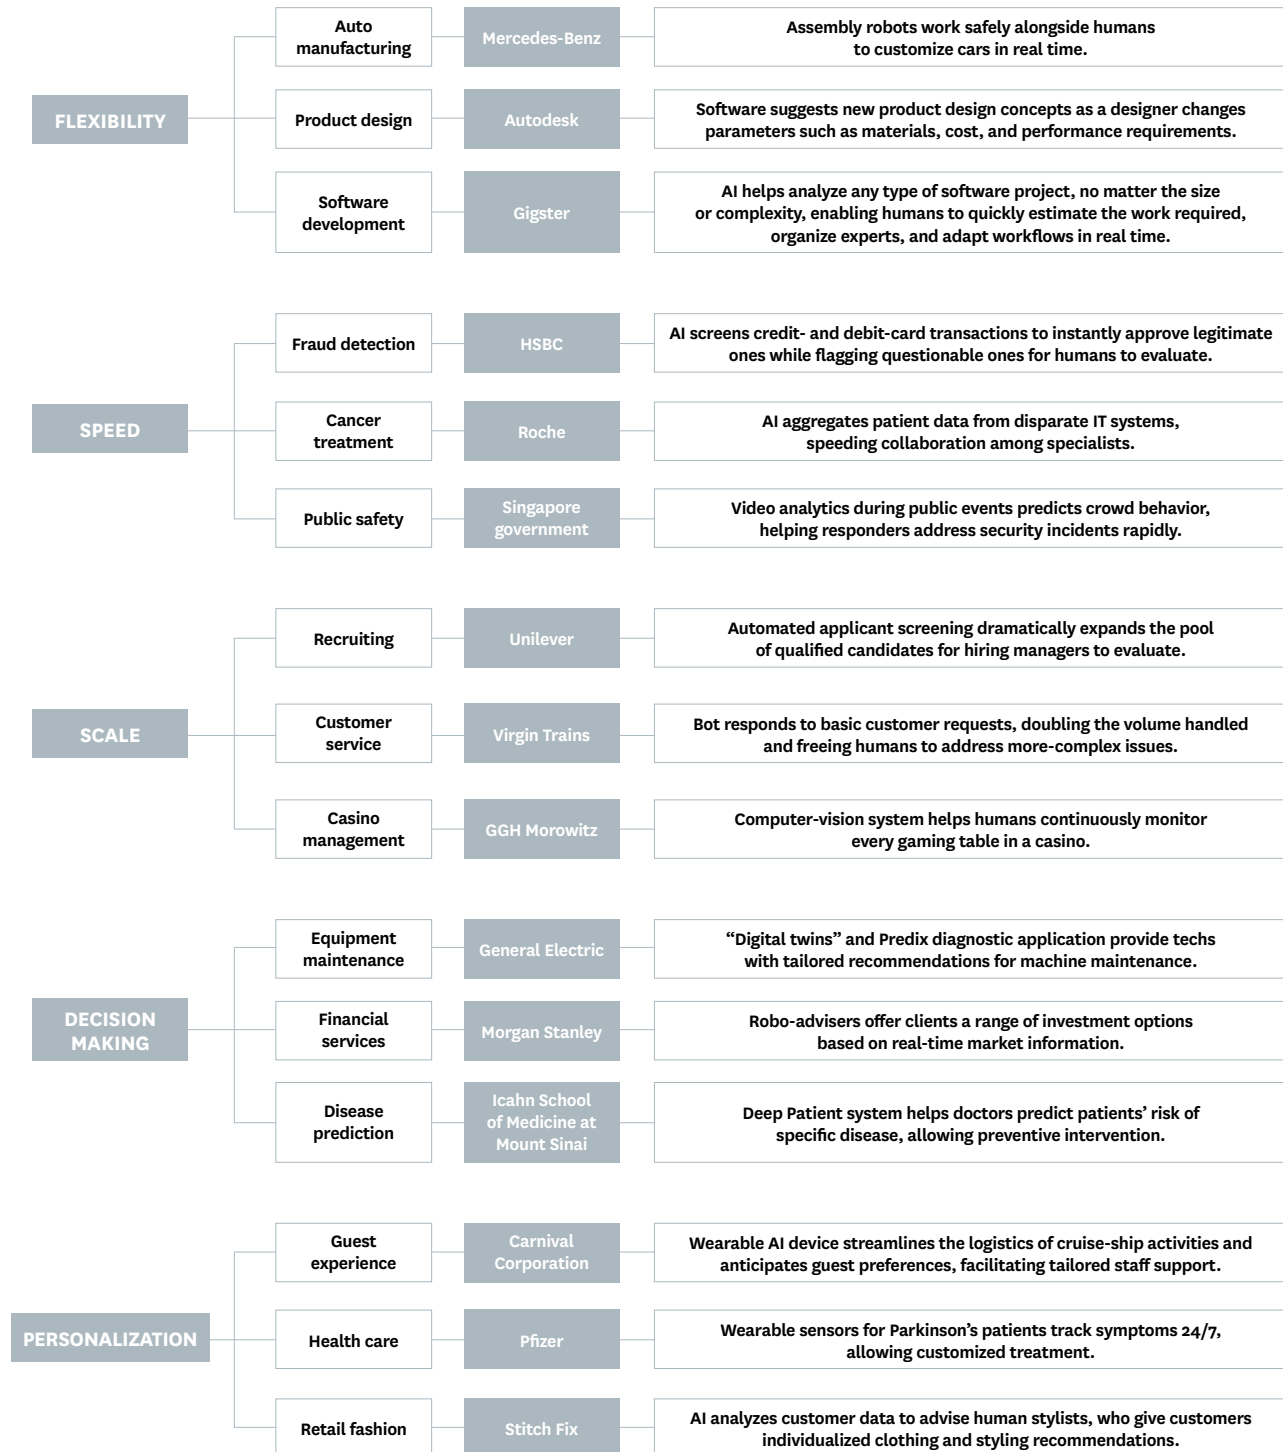 Auto
manufacturing
Mercedes-Benz
Assembly robots work safely alongside humans
to customize cars in real time.
FLEXIBILITY
Product design
Autodesk
Software suggests new product design concepts as a designer changes
parameters such as materials, cost, and performance requirements.
Software
development
Gigster
AI helps analyze any type of software project, no matter the size
or complexity, enabling humans to quickly estimate the work required,
organize experts, and adapt workflows in real time.
Fraud detection
HSBC
AI screens credit- and debit-card transactions to instantly approve legitimate
ones while flagging questionable ones for humans to evaluate.
SPEED
Cancer
treatment
Roche
AI aggregates patient data from disparate IT systems,
speeding collaboration among specialists.
Public safety
Singapore
government
Video analytics during public events predicts crowd behavior,
helping responders address security incidents rapidly.
Recruiting
Unilever
Automated applicant screening dramatically expands the pool
of qualified candidates for hiring managers to evaluate.
SCALE
Customer
service
Virgin Trains
Bot responds to basic customer requests, doubling the volume handled
and freeing humans to address more-complex issues.
Casino
management
GGH Morowitz
Computer-vision system helps humans continuously monitor
every gaming table in a casino.
Equipment
maintenance
General Electric
“Digital twins” and Predix diagnostic application provide techs
with tailored recommendations for machine maintenance.
DECISION
MAKING
Financial
services
Morgan Stanley
Robo-advisers offer clients a range of investment options
based on real-time market information.
Disease
prediction
Icahn School
of Medicine at
Mount Sinai
Deep Patient system helps doctors predict patients’ risk of
specific disease, allowing preventive intervention.
Guest
experience
Carnival
Corporation
Wearable AI device streamlines the logistics of cruise-ship activities and
anticipates guest preferences, facilitating tailored staff support.
PERSONALIZATION
Health care
Pfizer
Wearable sensors for Parkinson’s patients track symptoms 24/7,
allowing customized treatment.
Retail fashion
Stitch Fix
AI analyzes customer data to advise human stylists, who give customers
individualized clothing and styling recommendations.